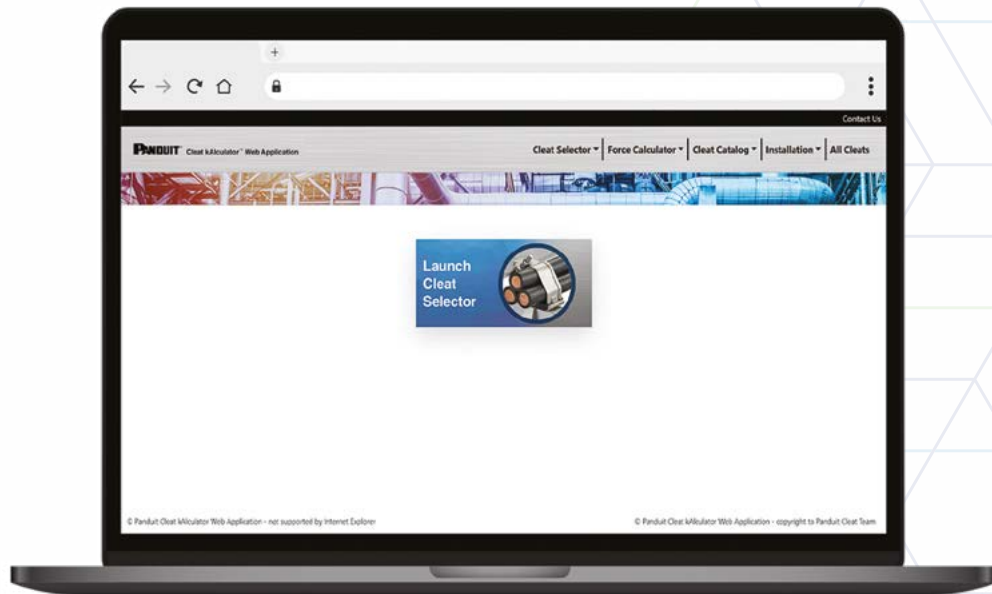 +
Contact Us
PANDUIT Cleat kAlculator™ Web Application
Cleat Selector Force Calculator Cleat Catalog Installation All Cleats
Launch
Cleat
Selector
© Panduit Cleat kAlculator Web Application - not supported by Internet Explorer
© Panduit Cleat kAlculator Web Application - copyright to Panduit Cleat Team